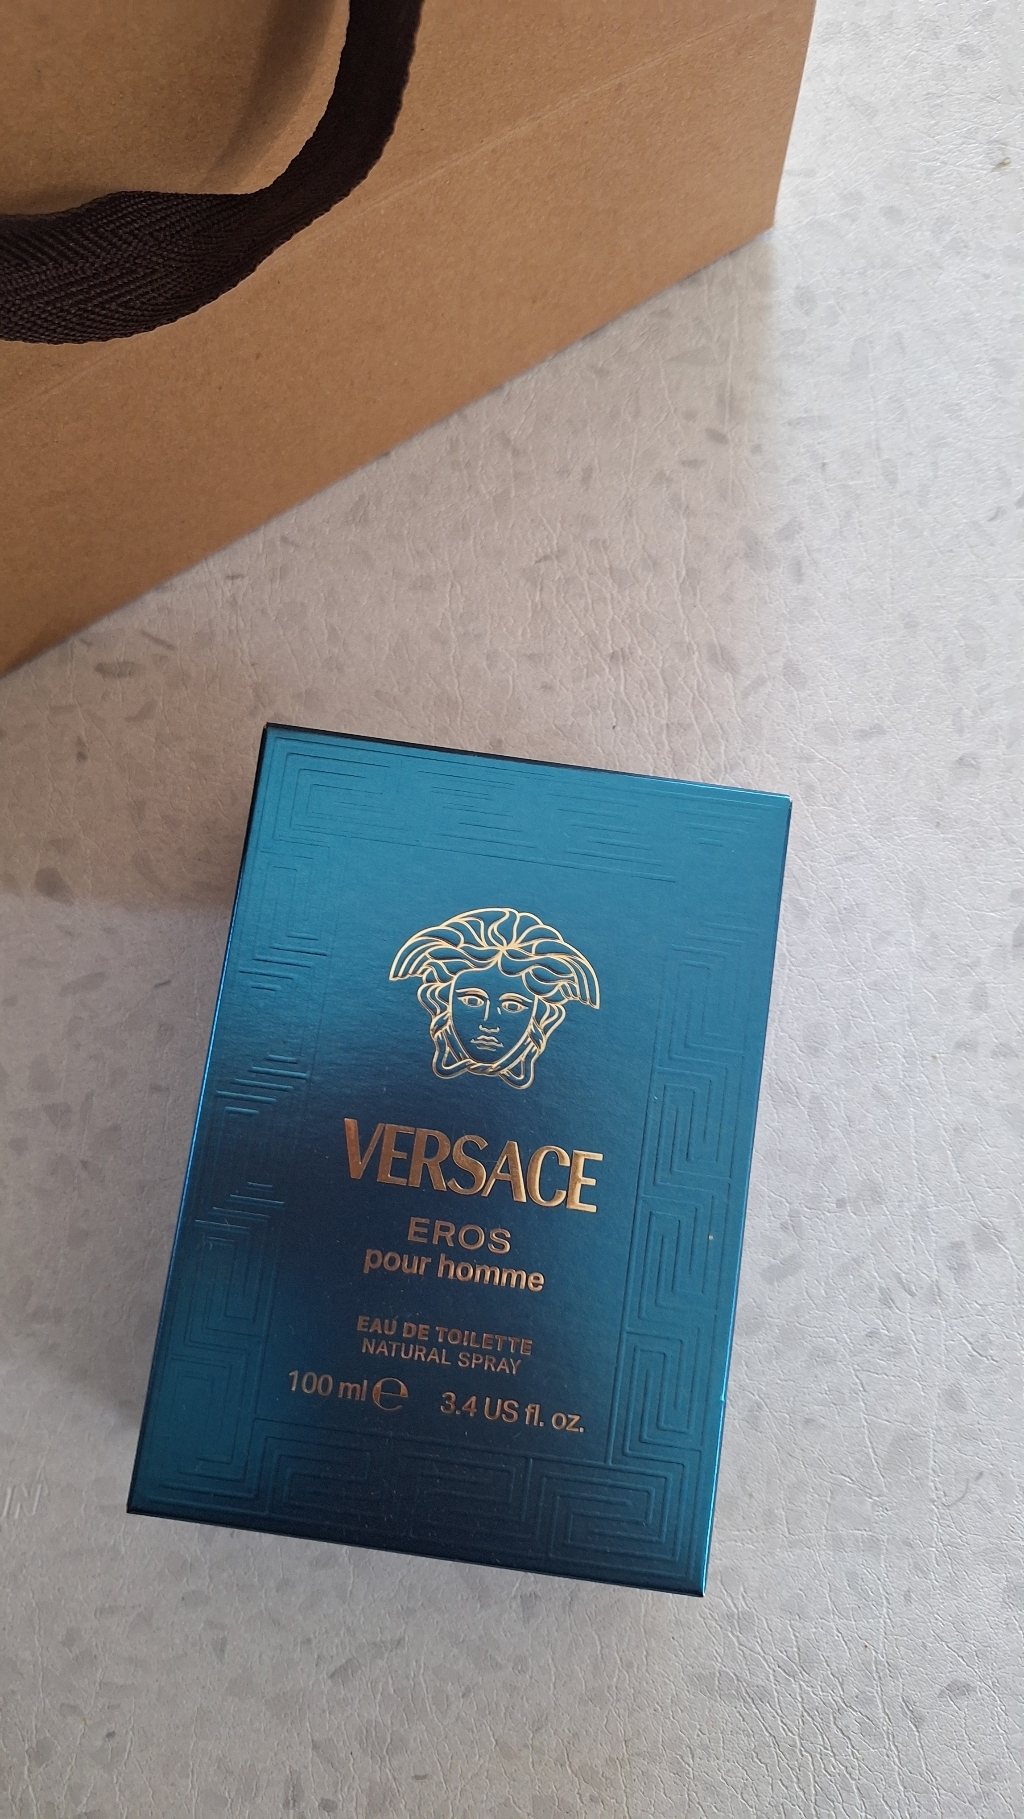 VERSACE
EROS
pour homme
EAU DE TOILETTE
NATURAL SPRAY
100 ml ℮ 3.4 US fl. oz.